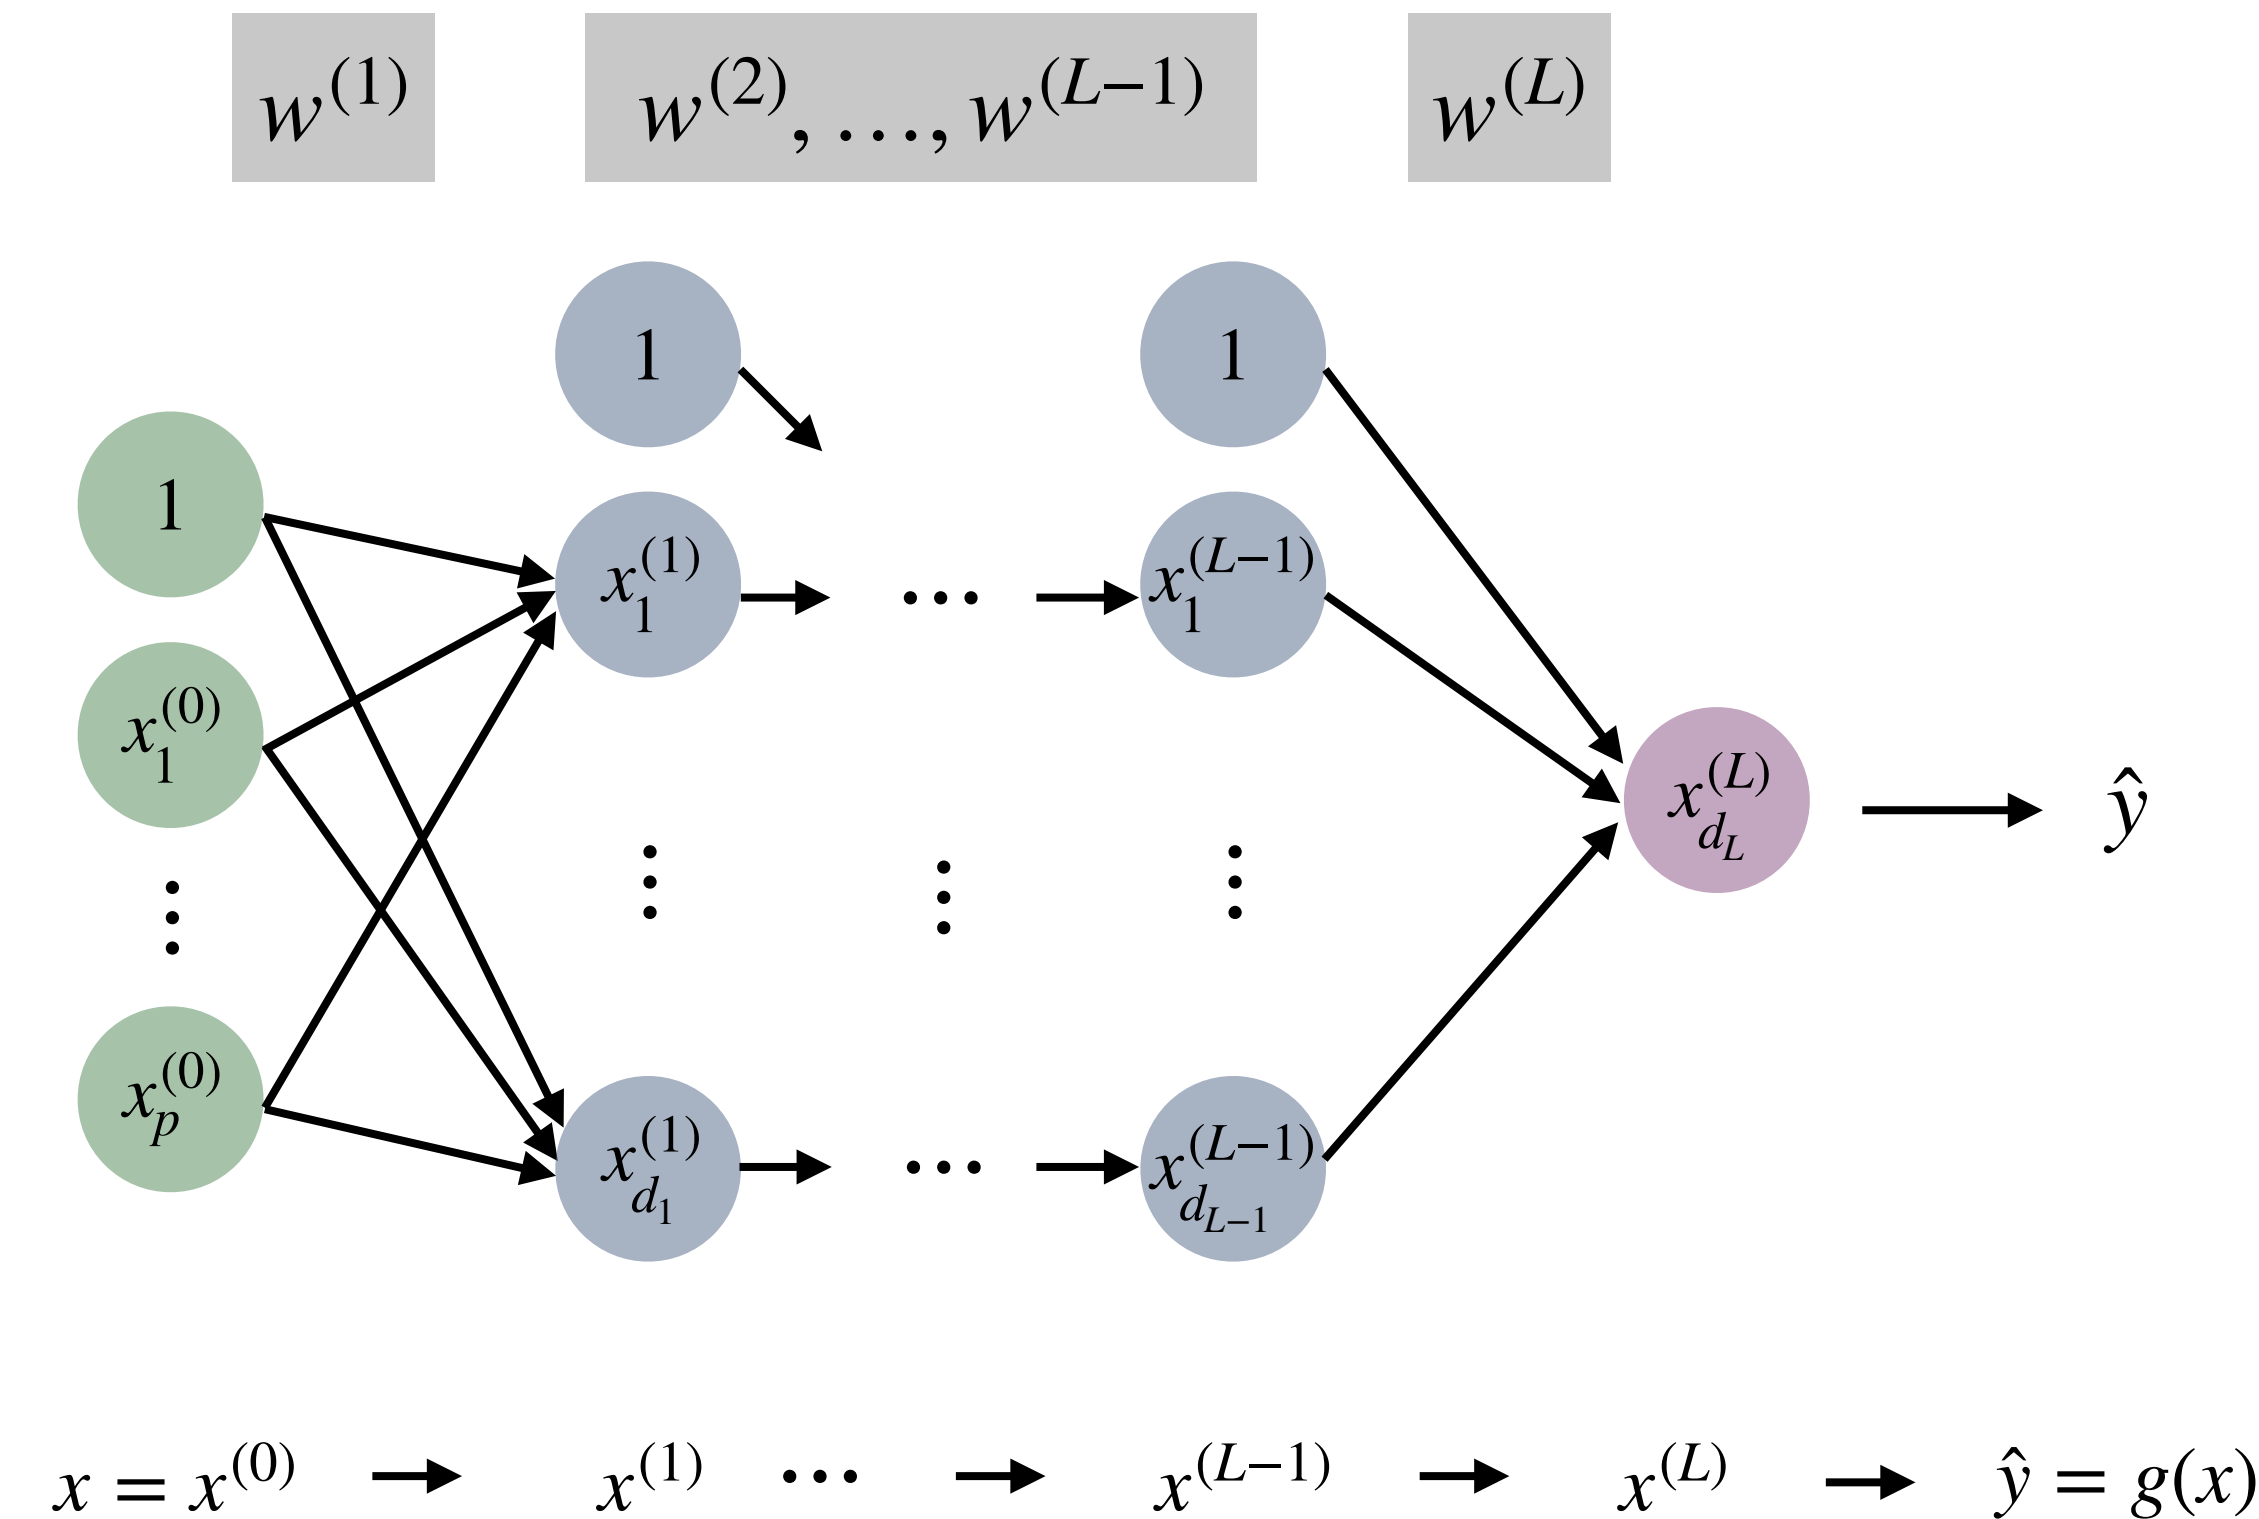 w^{(1)} w^{(2)}, …, w^{(L−1)} w^{(L)}
1 1
1
x_1^{(1)} ⋯ x_1^{(L−1)}
x_1^{(0)}
x_{d_L}^{(L)} ŷ
⋮ ⋮ ⋮ ⋮
x_p^{(0)}
x_{d_1}^{(1)} ⋯ x_{d_{L−1}}^{(L−1)}
x = x^{(0)} → x^{(1)} ⋯ → x^{(L−1)} → x^{(L)} → ŷ = g(x)